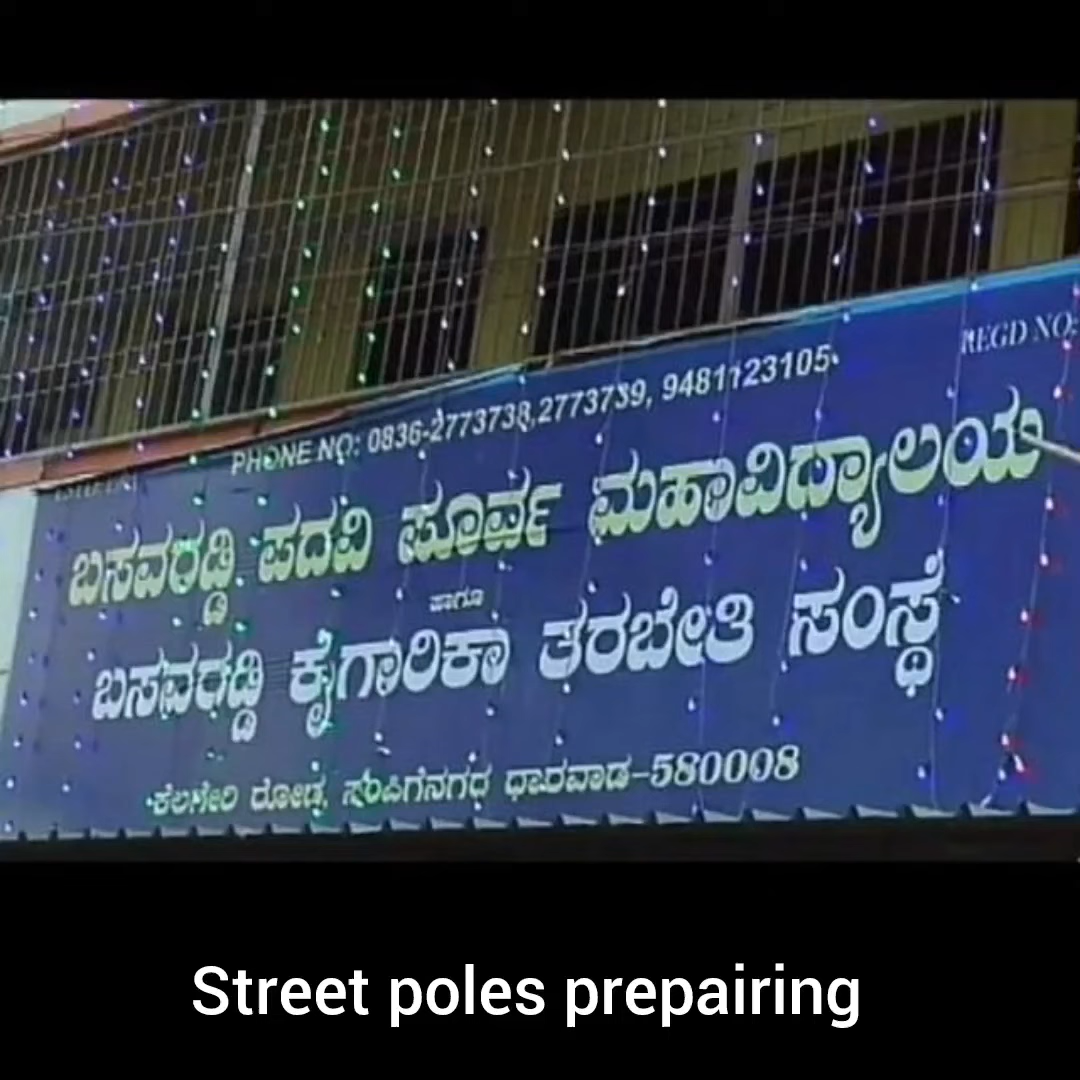 REGD NO:
PHONE NO: 0836-2773738,2773739, 9481123105
ಬಸವರಡ್ಡಿ ಪದವಿ ಪೂರ್ವ ಮಹಾವಿದ್ಯಾಲಯ
ಹಾಗೂ
ಬಸವರಡ್ಡಿ ಕೈಗಾರಿಕಾ ತರಬೇತಿ ಸಂಸ್ಥೆ
ಕೆಲಗೇರಿ ರೋಡ, ಸಂಪಿಗೆನಗರ ಧಾರವಾಡ-580008
Street poles prepairing